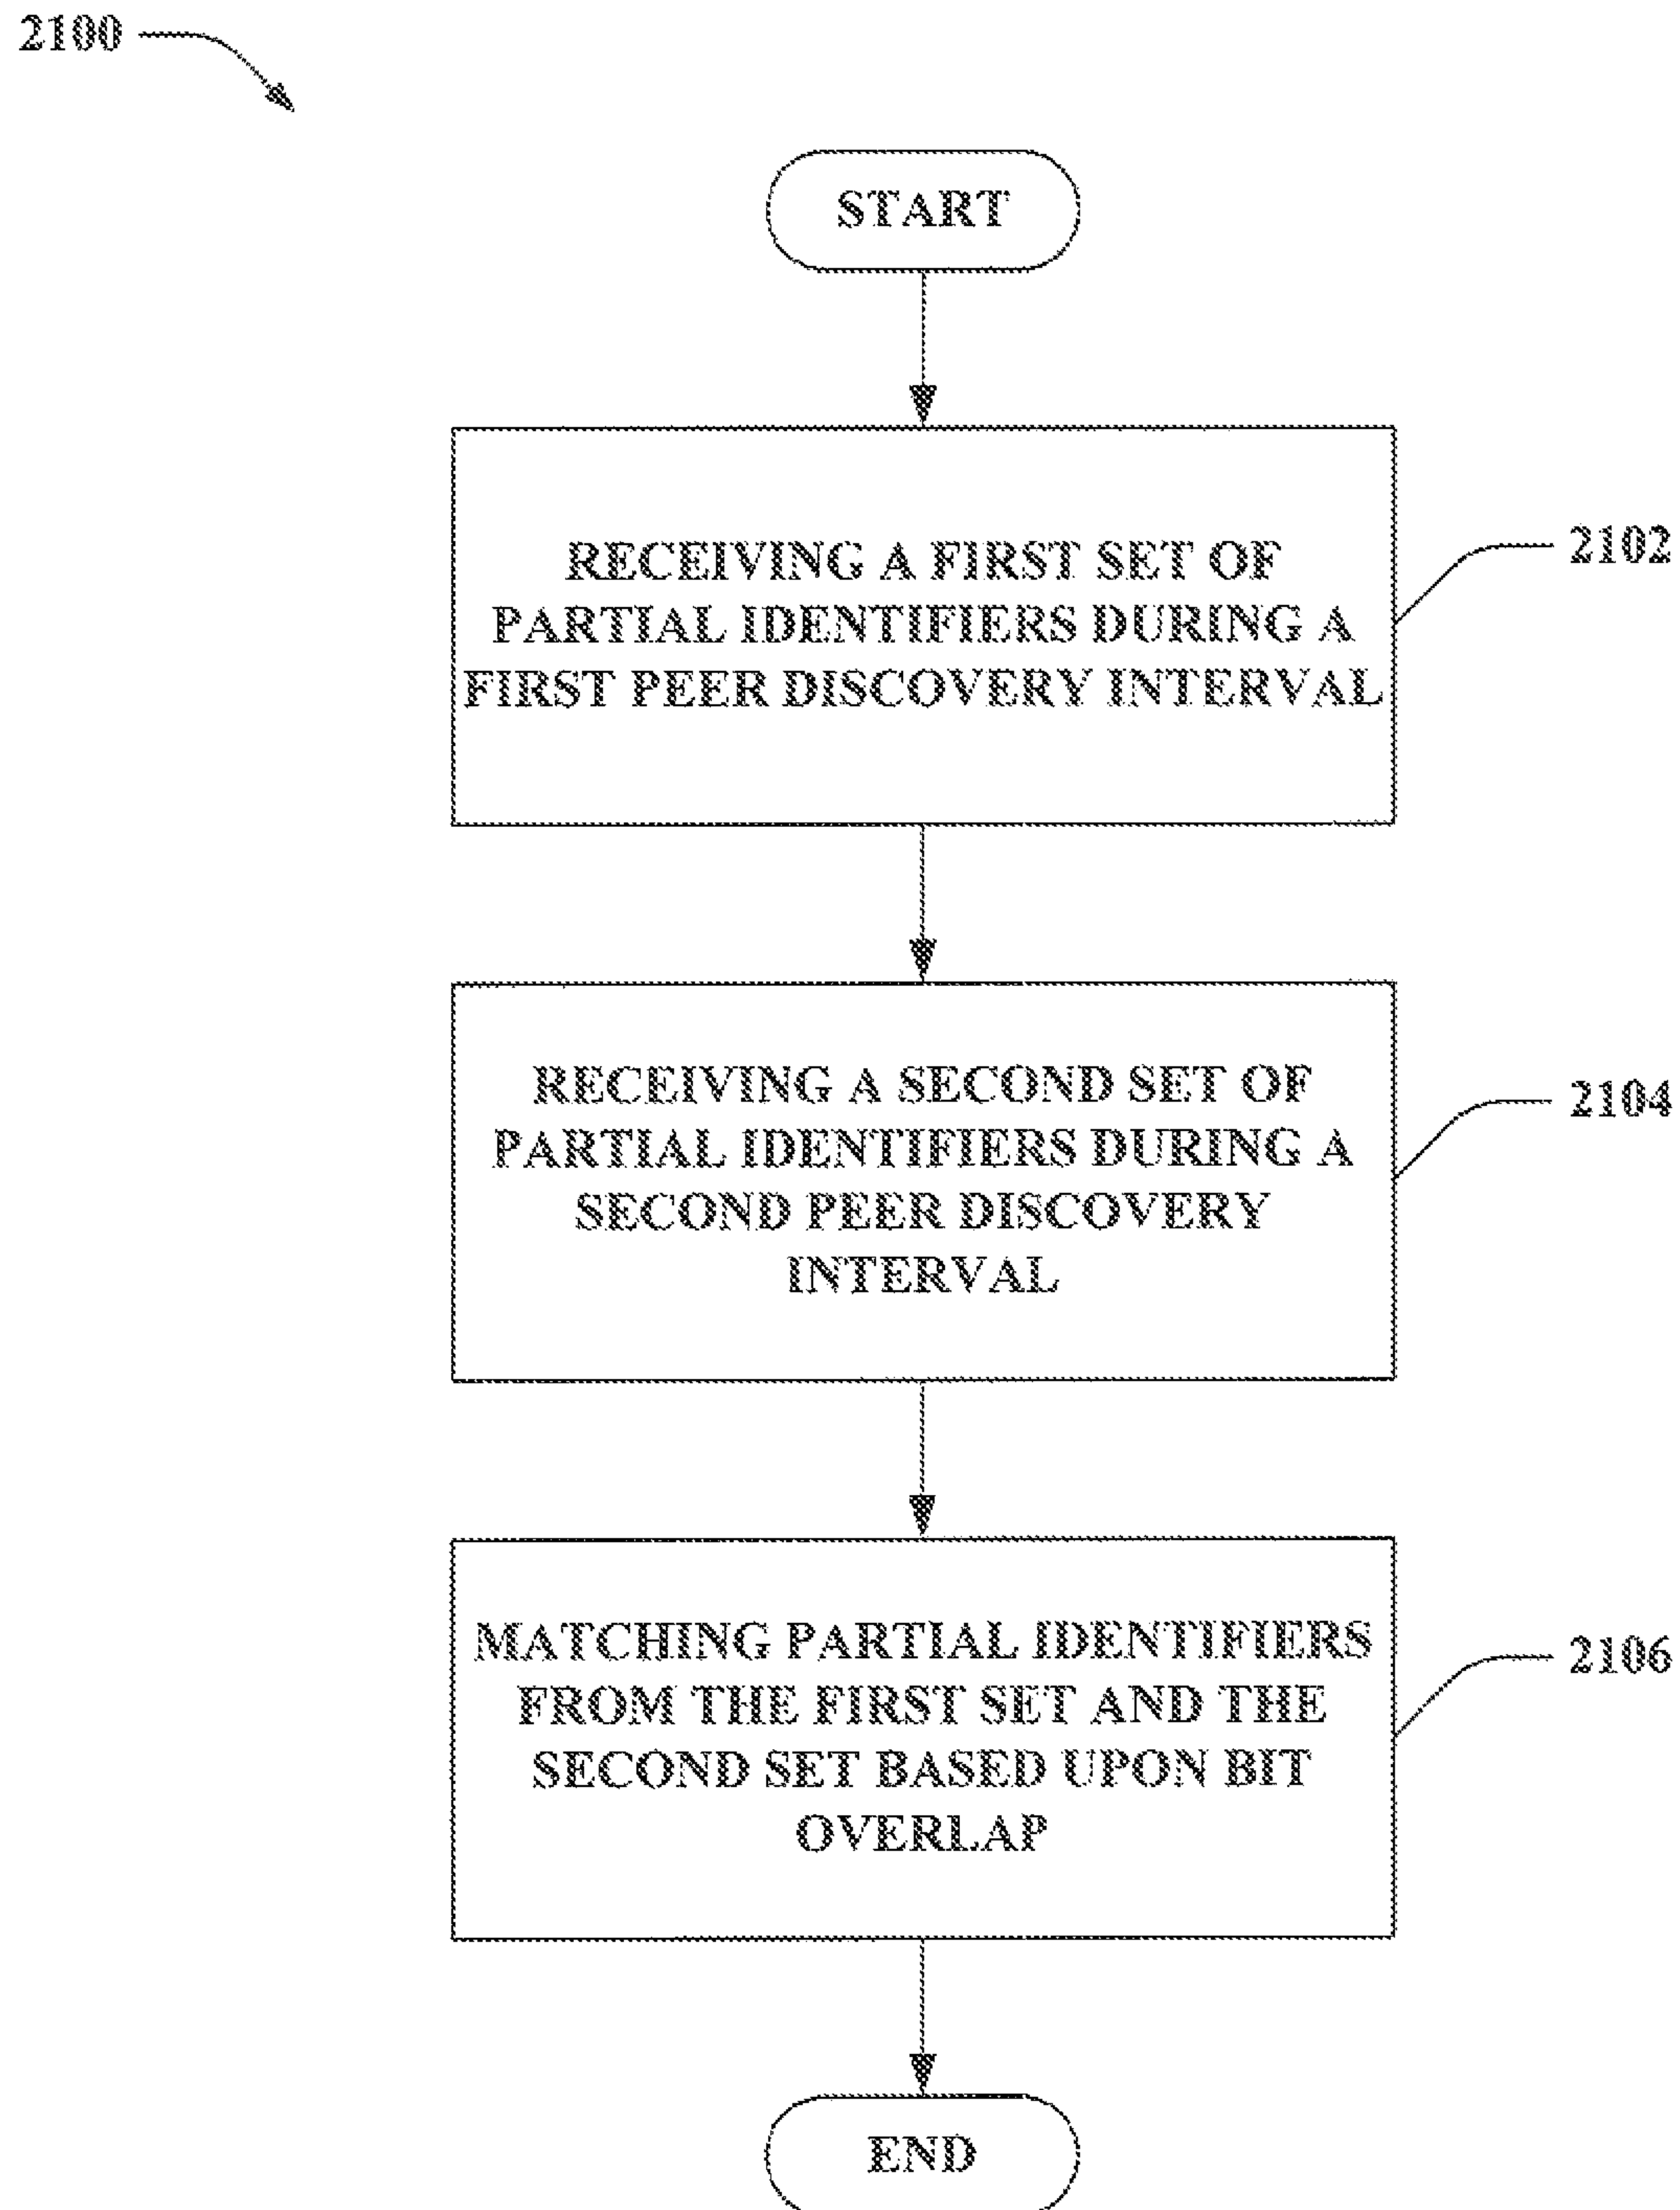 2100
START
RECEIVING A FIRST SET OF
PARTIAL IDENTIFIERS DURING A
FIRST PEER DISCOVERY INTERVAL
2102
RECEIVING A SECOND SET OF
PARTIAL IDENTIFIERS DURING A
SECOND PEER DISCOVERY
INTERVAL
2104
MATCHING PARTIAL IDENTIFIERS
FROM THE FIRST SET AND THE
SECOND SET BASED UPON BIT
OVERLAP
2106
END